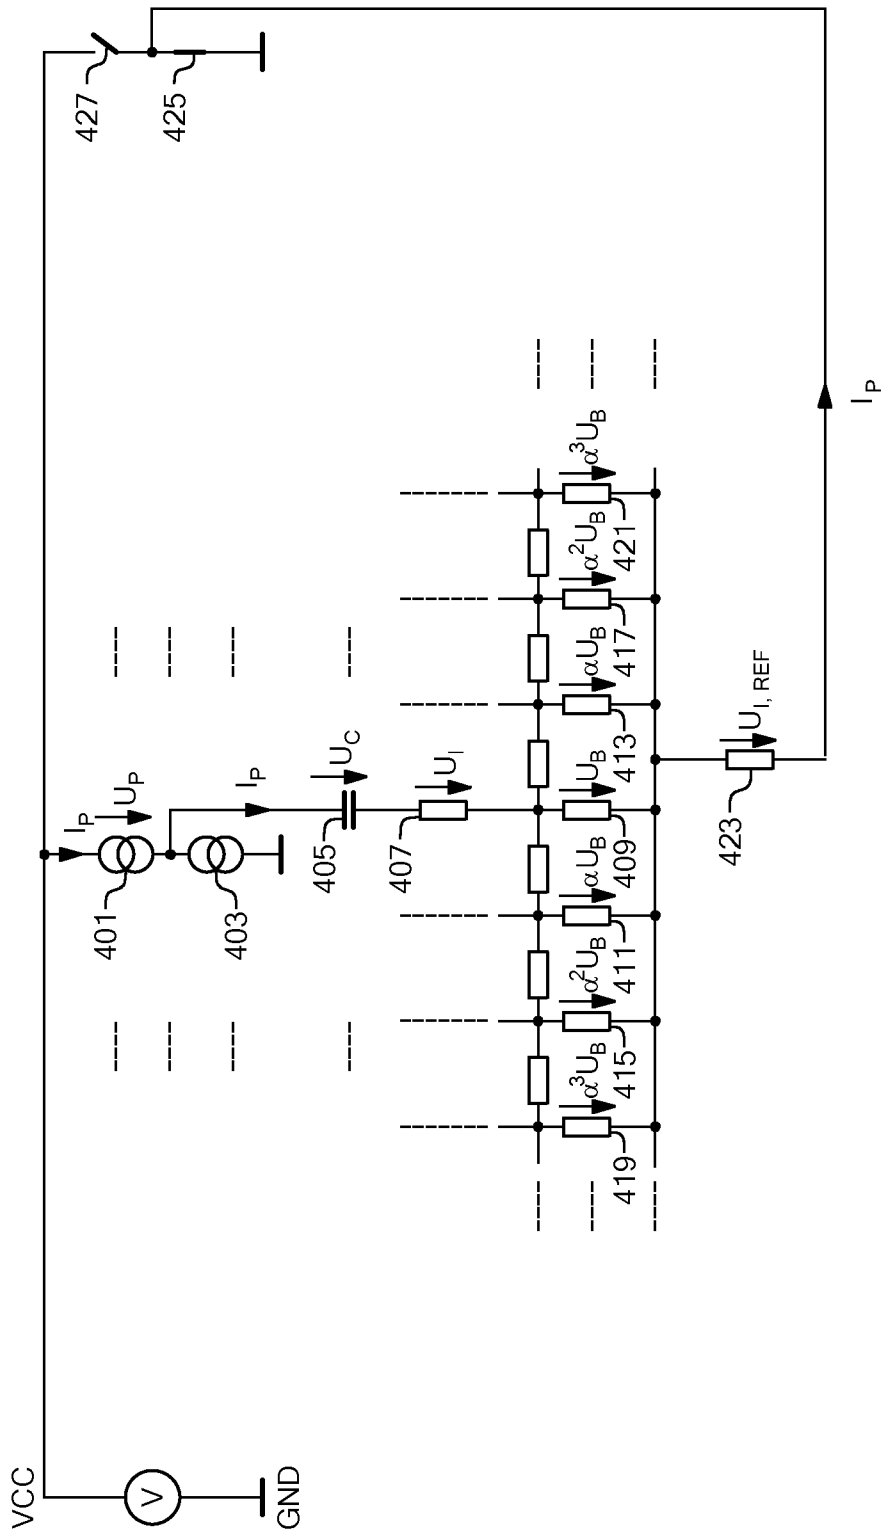 VCC
V
GND
I_P
U_P
401
403
I_P
U_C
405
U_I
407
α³U_B
419
α²U_B
415
αU_B
411
U_B
409
αU_B
413
α²U_B
417
α³U_B
421
U_I, REF
423
I_P
427
425